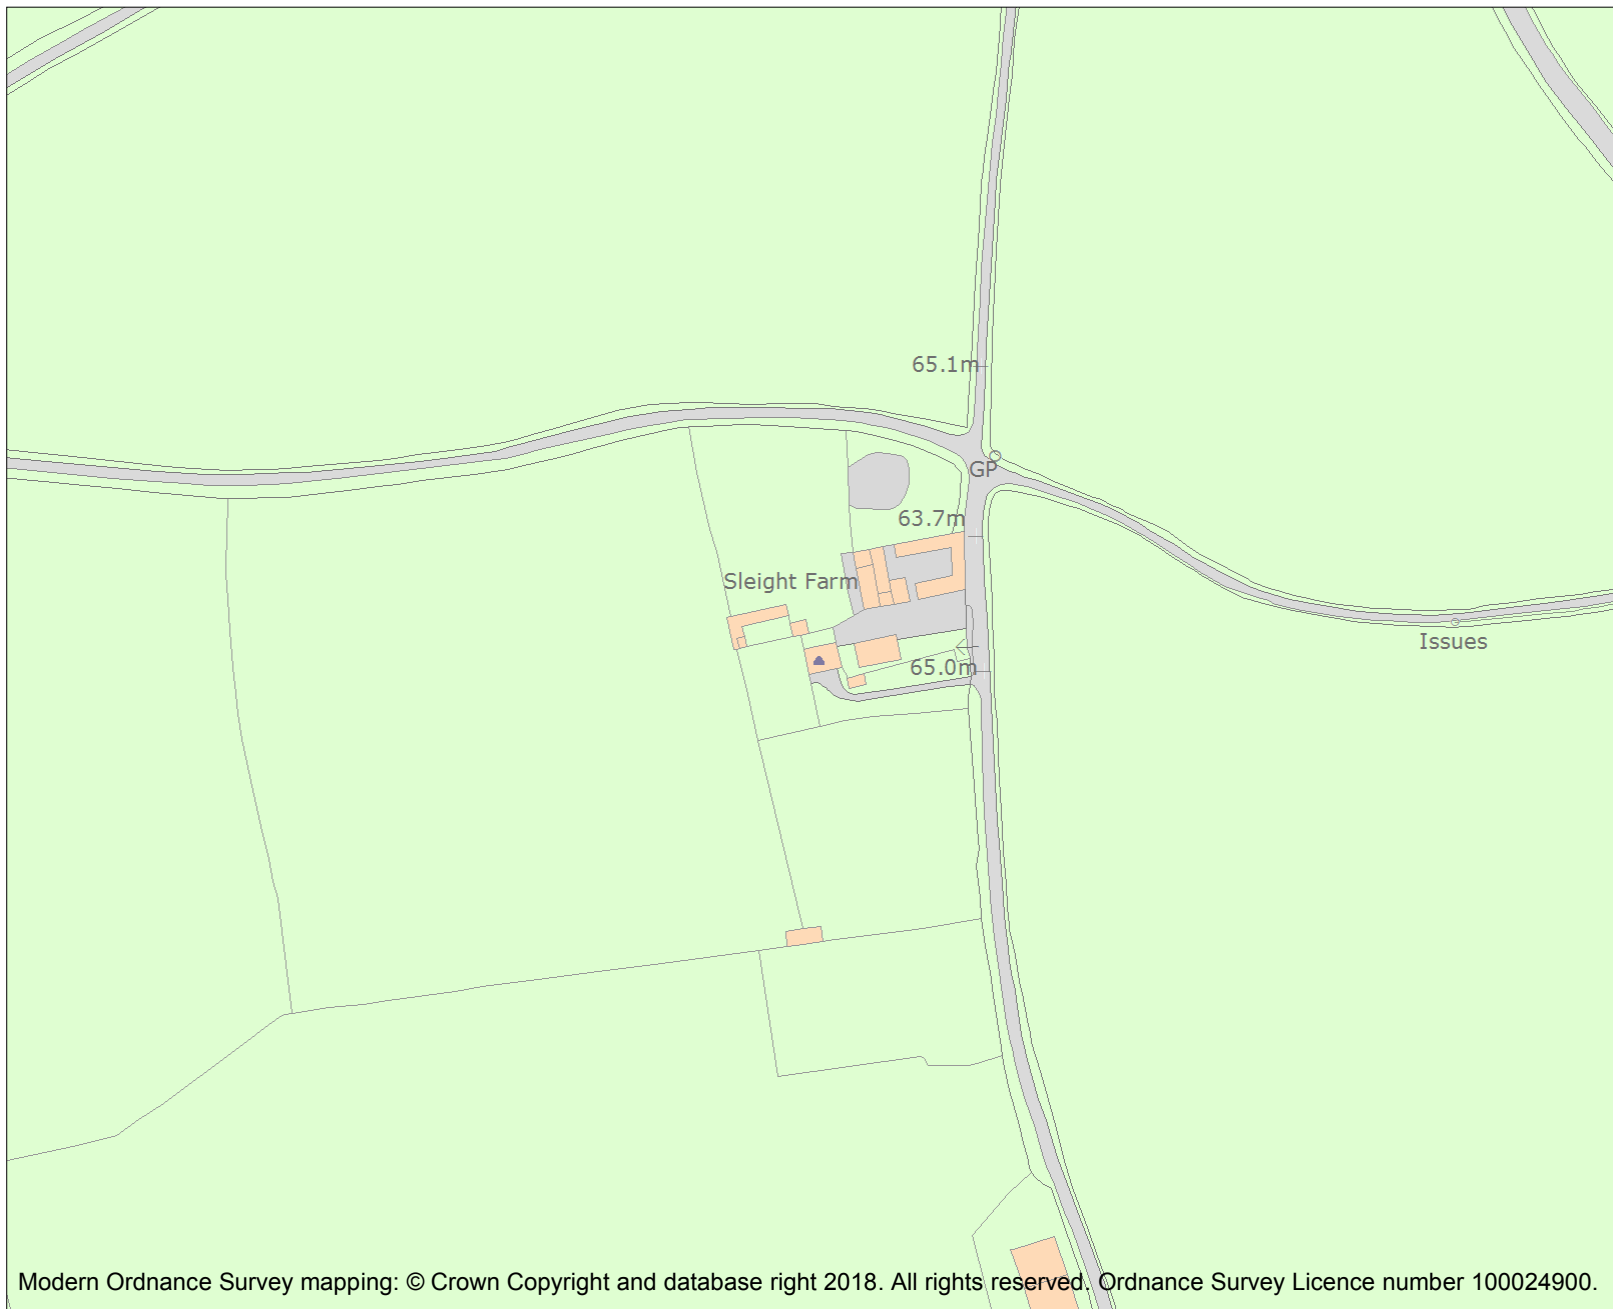 65.1m
GP
63.7m
Sleight Farm
Issues
65.0m
Modern Ordnance Survey mapping: © Crown Copyright and database right 2018. All rights reserved. Ordnance Survey Licence number 100024900.